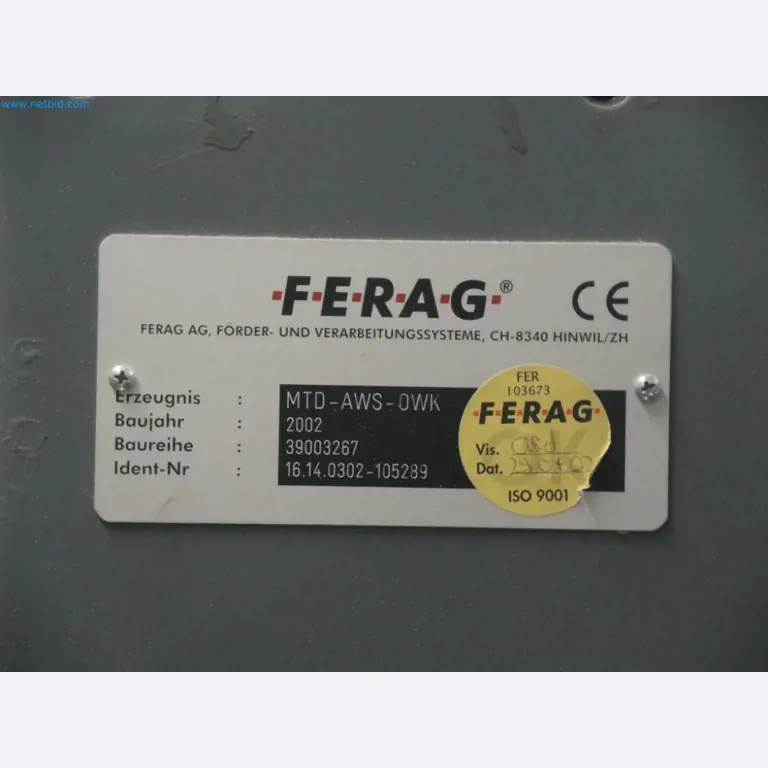 www.netbid.com
F·E·R·A·G®
CE
FERAG AG, FÖRDER- UND VERARBEITUNGSSYSTEME, CH-8340 HINWIL/ZH
Erzeugnis : MTD-AWS-OWK
Baujahr : 2002
Baureihe : 39003267
Ident-Nr : 16.14.0302-105289
FER
103673
F·E·R·A·G
Vis.
Dat.
ISO 9001